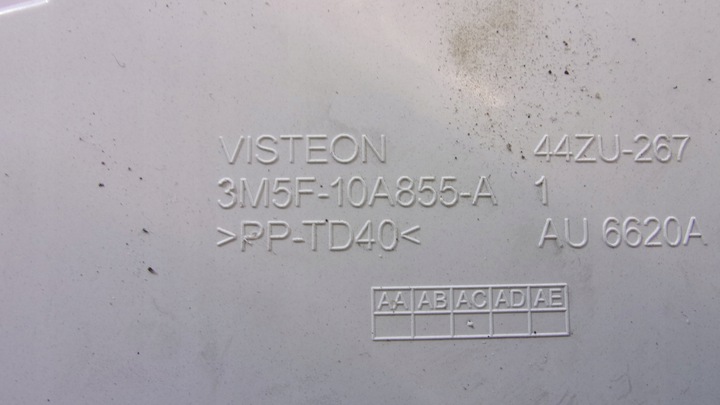 VISTEON 44ZU-267
3M5F-10A855-A 1
>PP-TD40< AU 6620A
AA AB AC AD AE